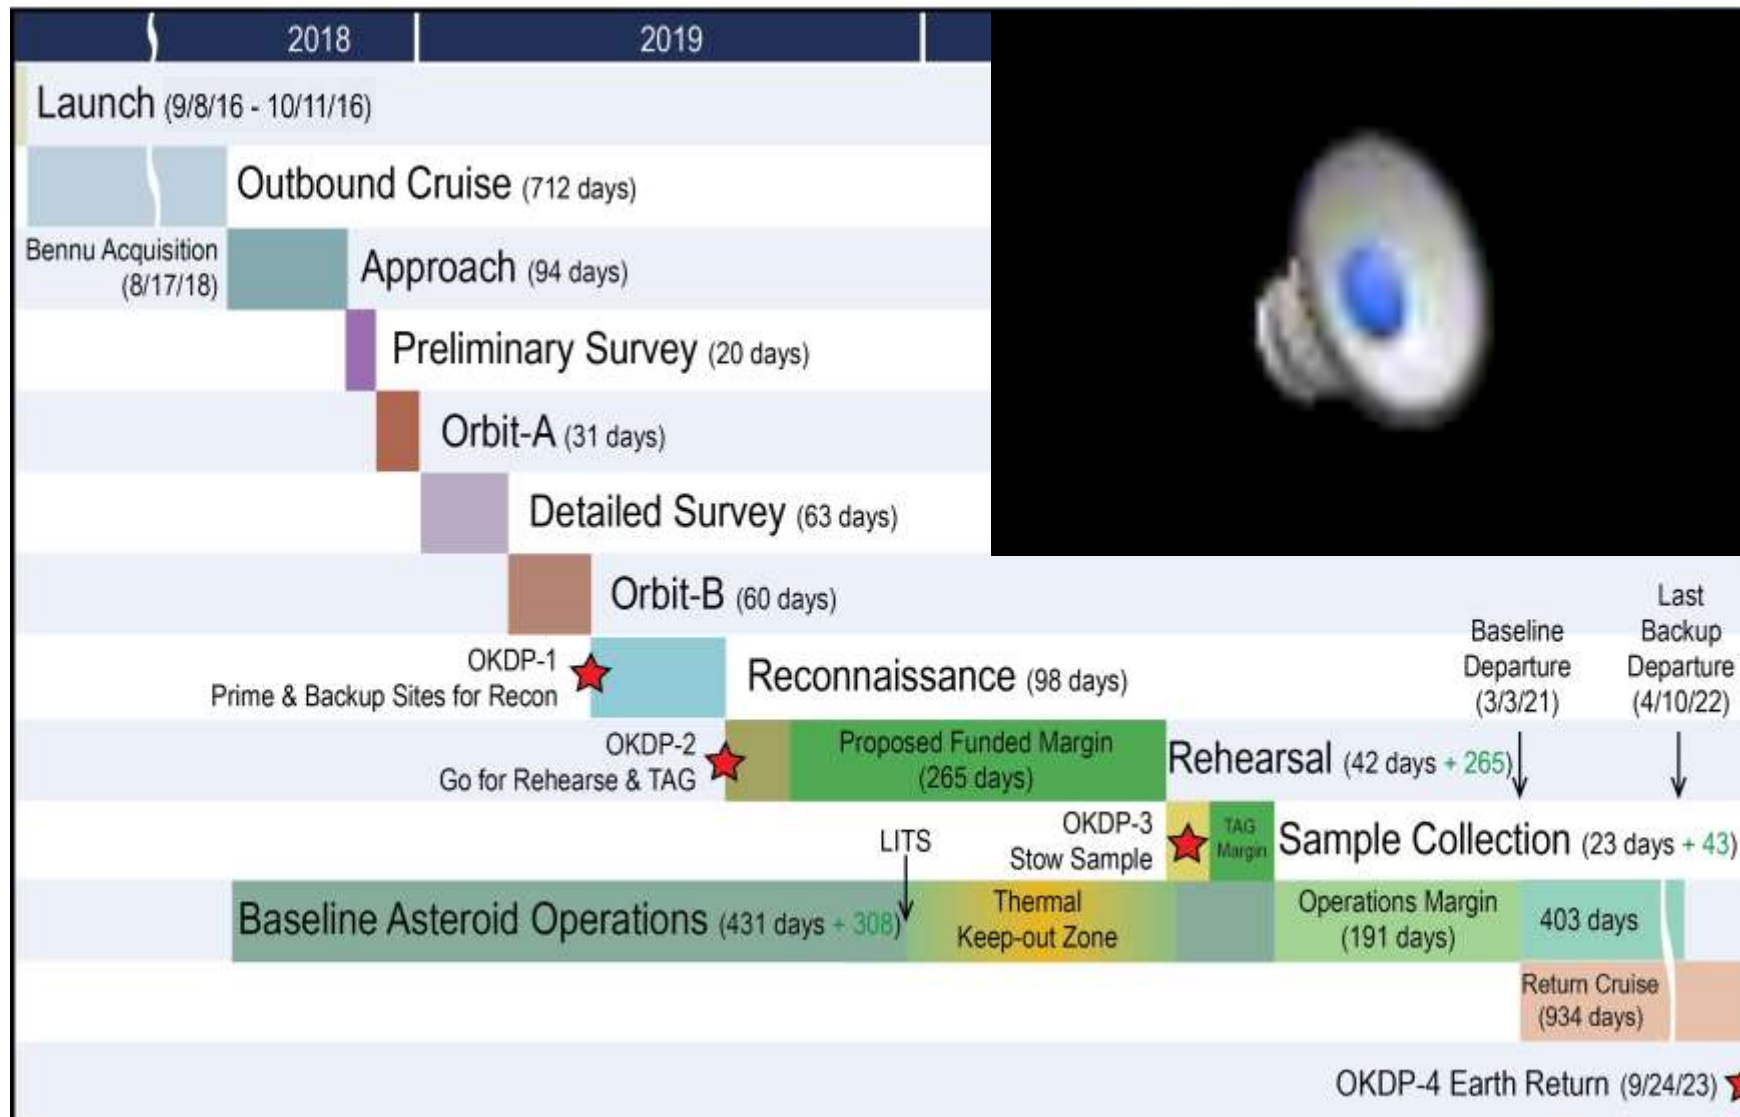 2018 2019
Launch (9/8/16 - 10/11/16)
Outbound Cruise (712 days)
Bennu Acquisition
(8/17/18)
Approach (94 days)
Preliminary Survey (20 days)
Orbit-A (31 days)
Detailed Survey (63 days)
Orbit-B (60 days)
Last
Backup
Departure
(4/10/22)
Baseline
Departure
(3/3/21)
OKDP-1
Prime & Backup Sites for Recon
Reconnaissance (98 days)
OKDP-2
Go for Rehearse & TAG
Proposed Funded Margin
(265 days)
Rehearsal (42 days + 265)
LITS
OKDP-3
Stow Sample
TAG
Margin
Sample Collection (23 days + 43)
Baseline Asteroid Operations (431 days + 308)
Thermal
Keep-out Zone
Operations Margin
(191 days)
403 days
Return Cruise
(934 days)
OKDP-4 Earth Return (9/24/23)